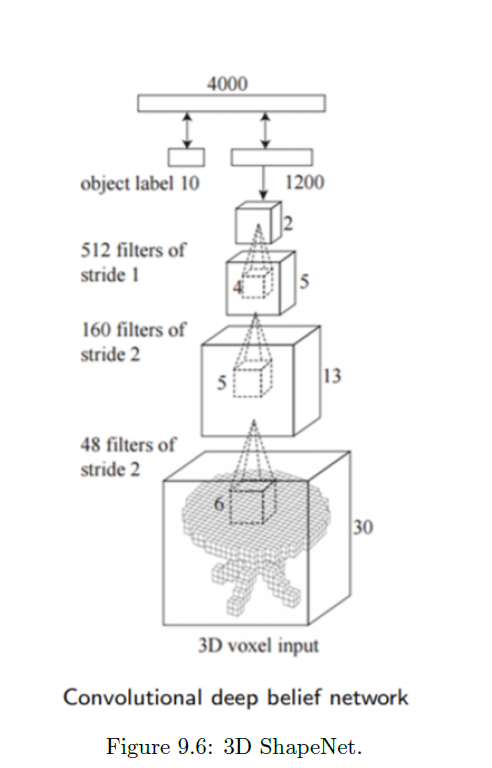 4000
object label 10
1200
2
512 filters of
stride 1
4
5
160 filters of
stride 2
5
13
48 filters of
stride 2
6
30
3D voxel input
Convolutional deep belief network
Figure 9.6: 3D ShapeNet.